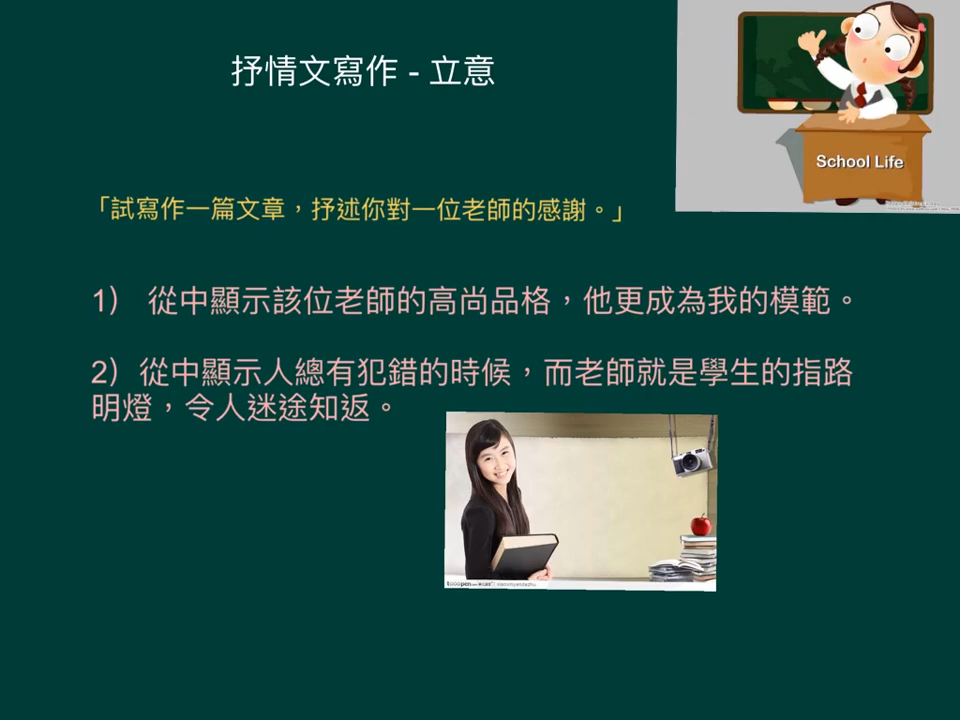 抒情文寫作 - 立意
School Life
「試寫作一篇文章，抒述你對一位老師的感謝。」
1） 從中顯示該位老師的高尚品格，他更成為我的模範。
2）從中顯示人總有犯錯的時候，而老師就是學生的指路
明燈，令人迷途知返。